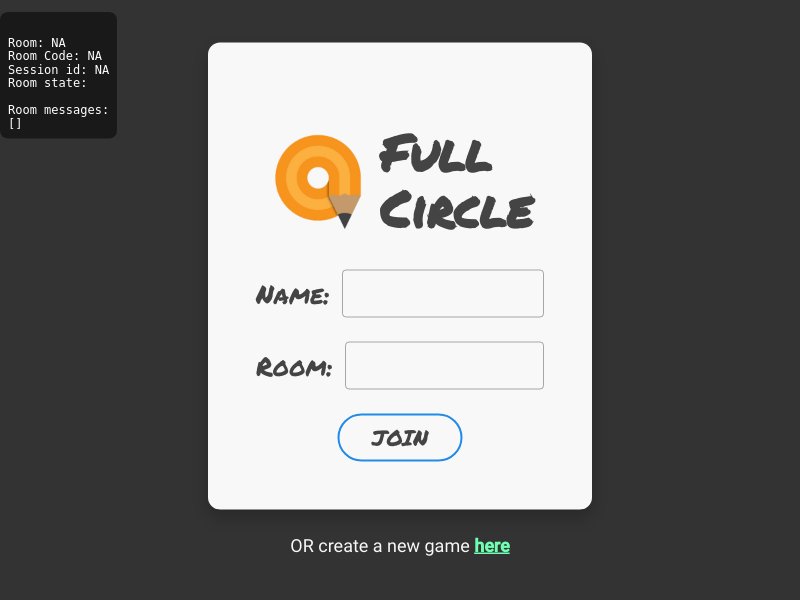 Room: NA
Room Code: NA
Session id: NA
Room state:
Room messages:
[]
Full
Circle
Name:
Room:
JOIN
OR create a new game here